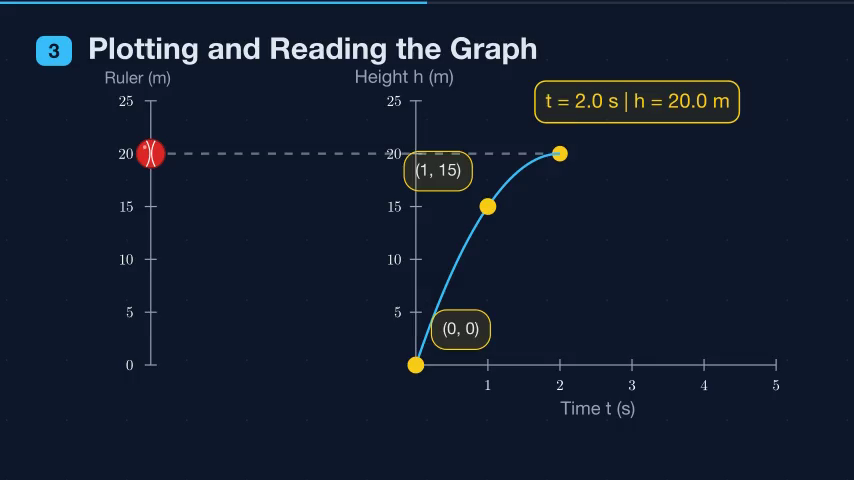 3 Plotting and Reading the Graph
Ruler (m)
25
20
15
10
5
0
Height h (m)
25
20
15
10
5
t = 2.0 s | h = 20.0 m
(1, 15)
(0, 0)
1 2 3 4 5
Time t (s)